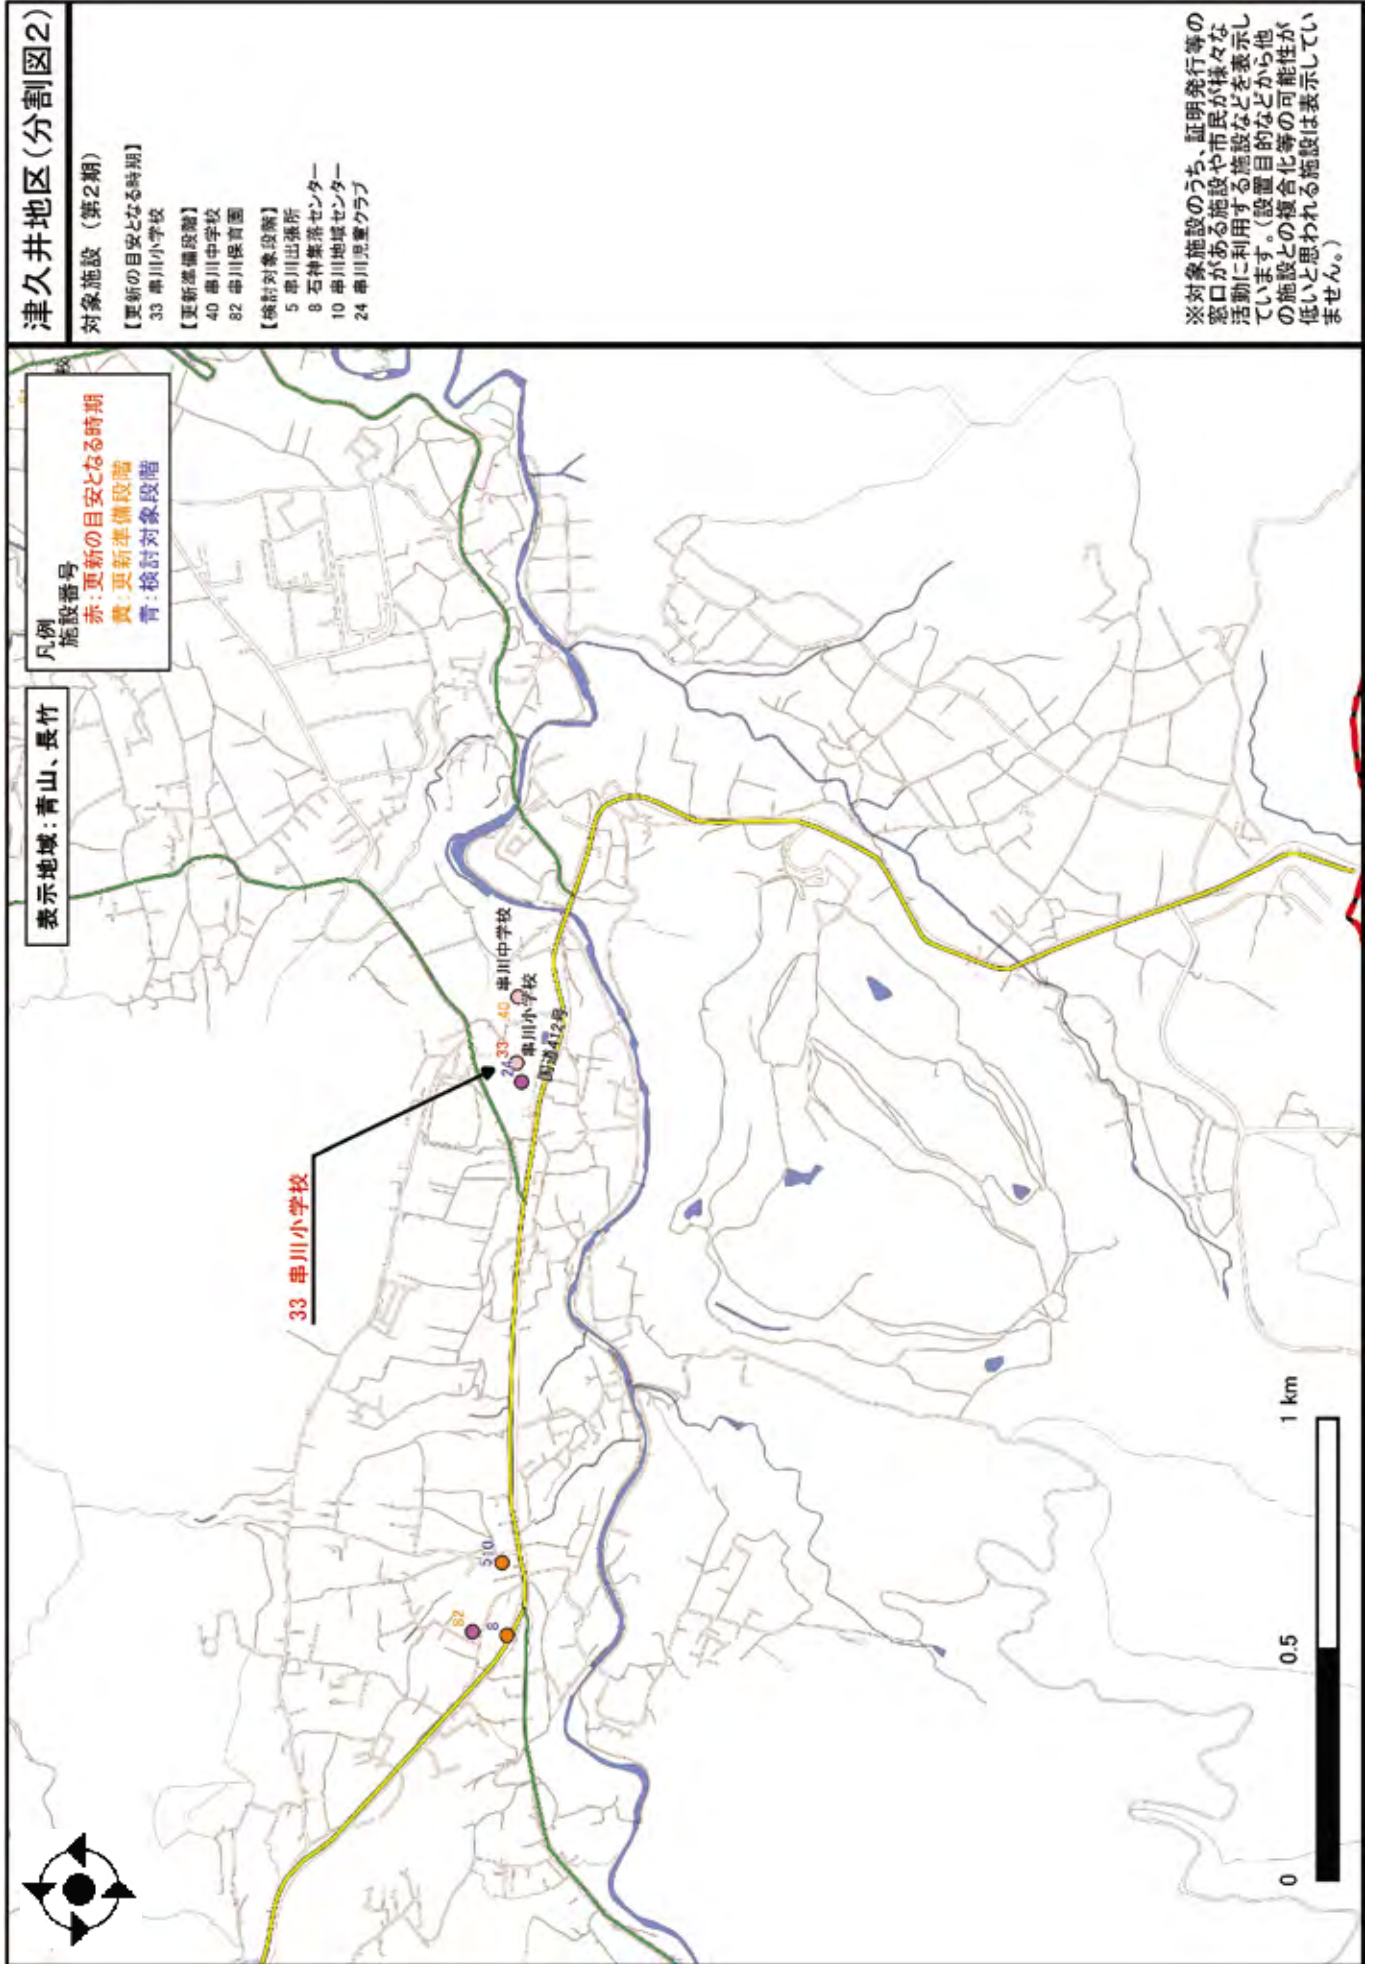 津久井地区(分割図2)
対象施設 (第2期)
【更新の目安となる時期】
33 串川小学校
【更新準備段階】
40 串川中学校
82 串川保育園
【検討対象段階】
5 串川出張所
8 石神集落センター
10 串川地域センター
24 串川児童クラブ
※対象施設のうち、証明発行等の
窓口がある施設や市民が様々な
活動に利用する施設などを表示し
ています。(設置目的などから他
の施設との複合化等の可能性が
低いと思われる施設は表示してい
ません。)
表示地域:青山、長竹
凡例
施設番号
赤:更新の目安となる時期
黄:更新準備段階
青:検討対象段階
校
33 串川小学校
24
33
40
串川中学校
串川小学校
国道412号
510
82
8
0
0.5
1 km